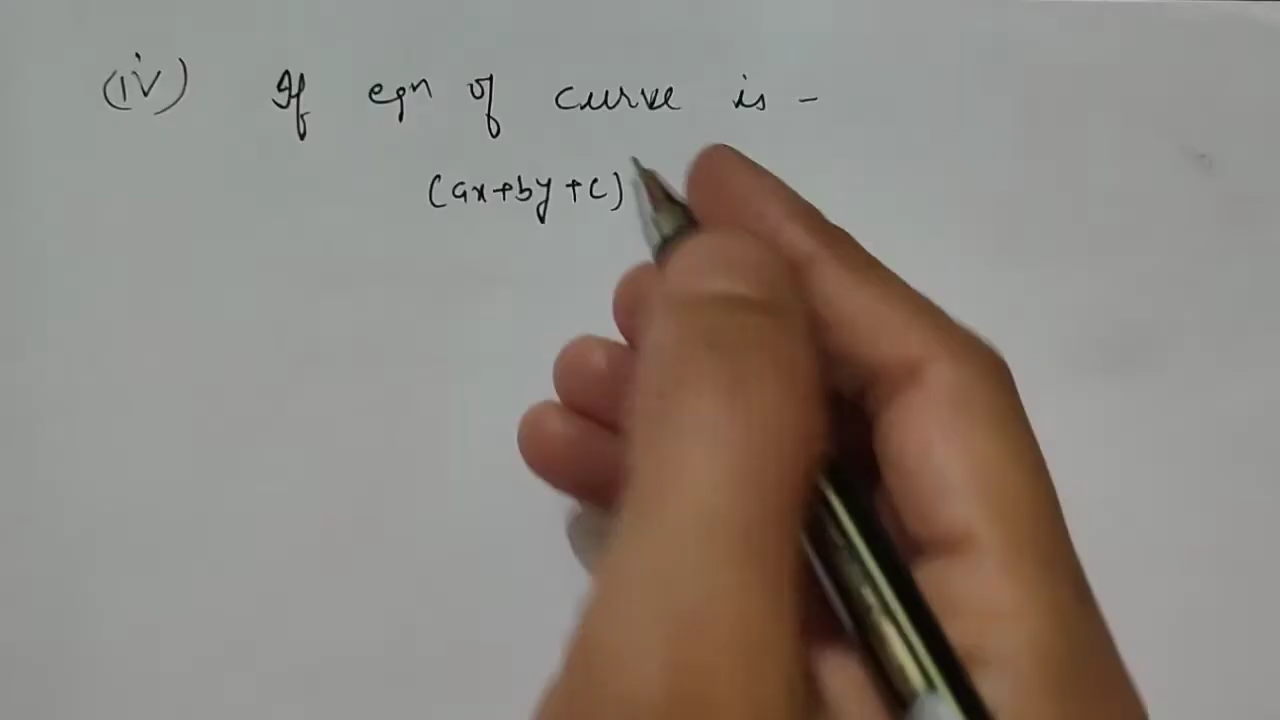 (iv) If eqn of curve is -
(ax+by+c)